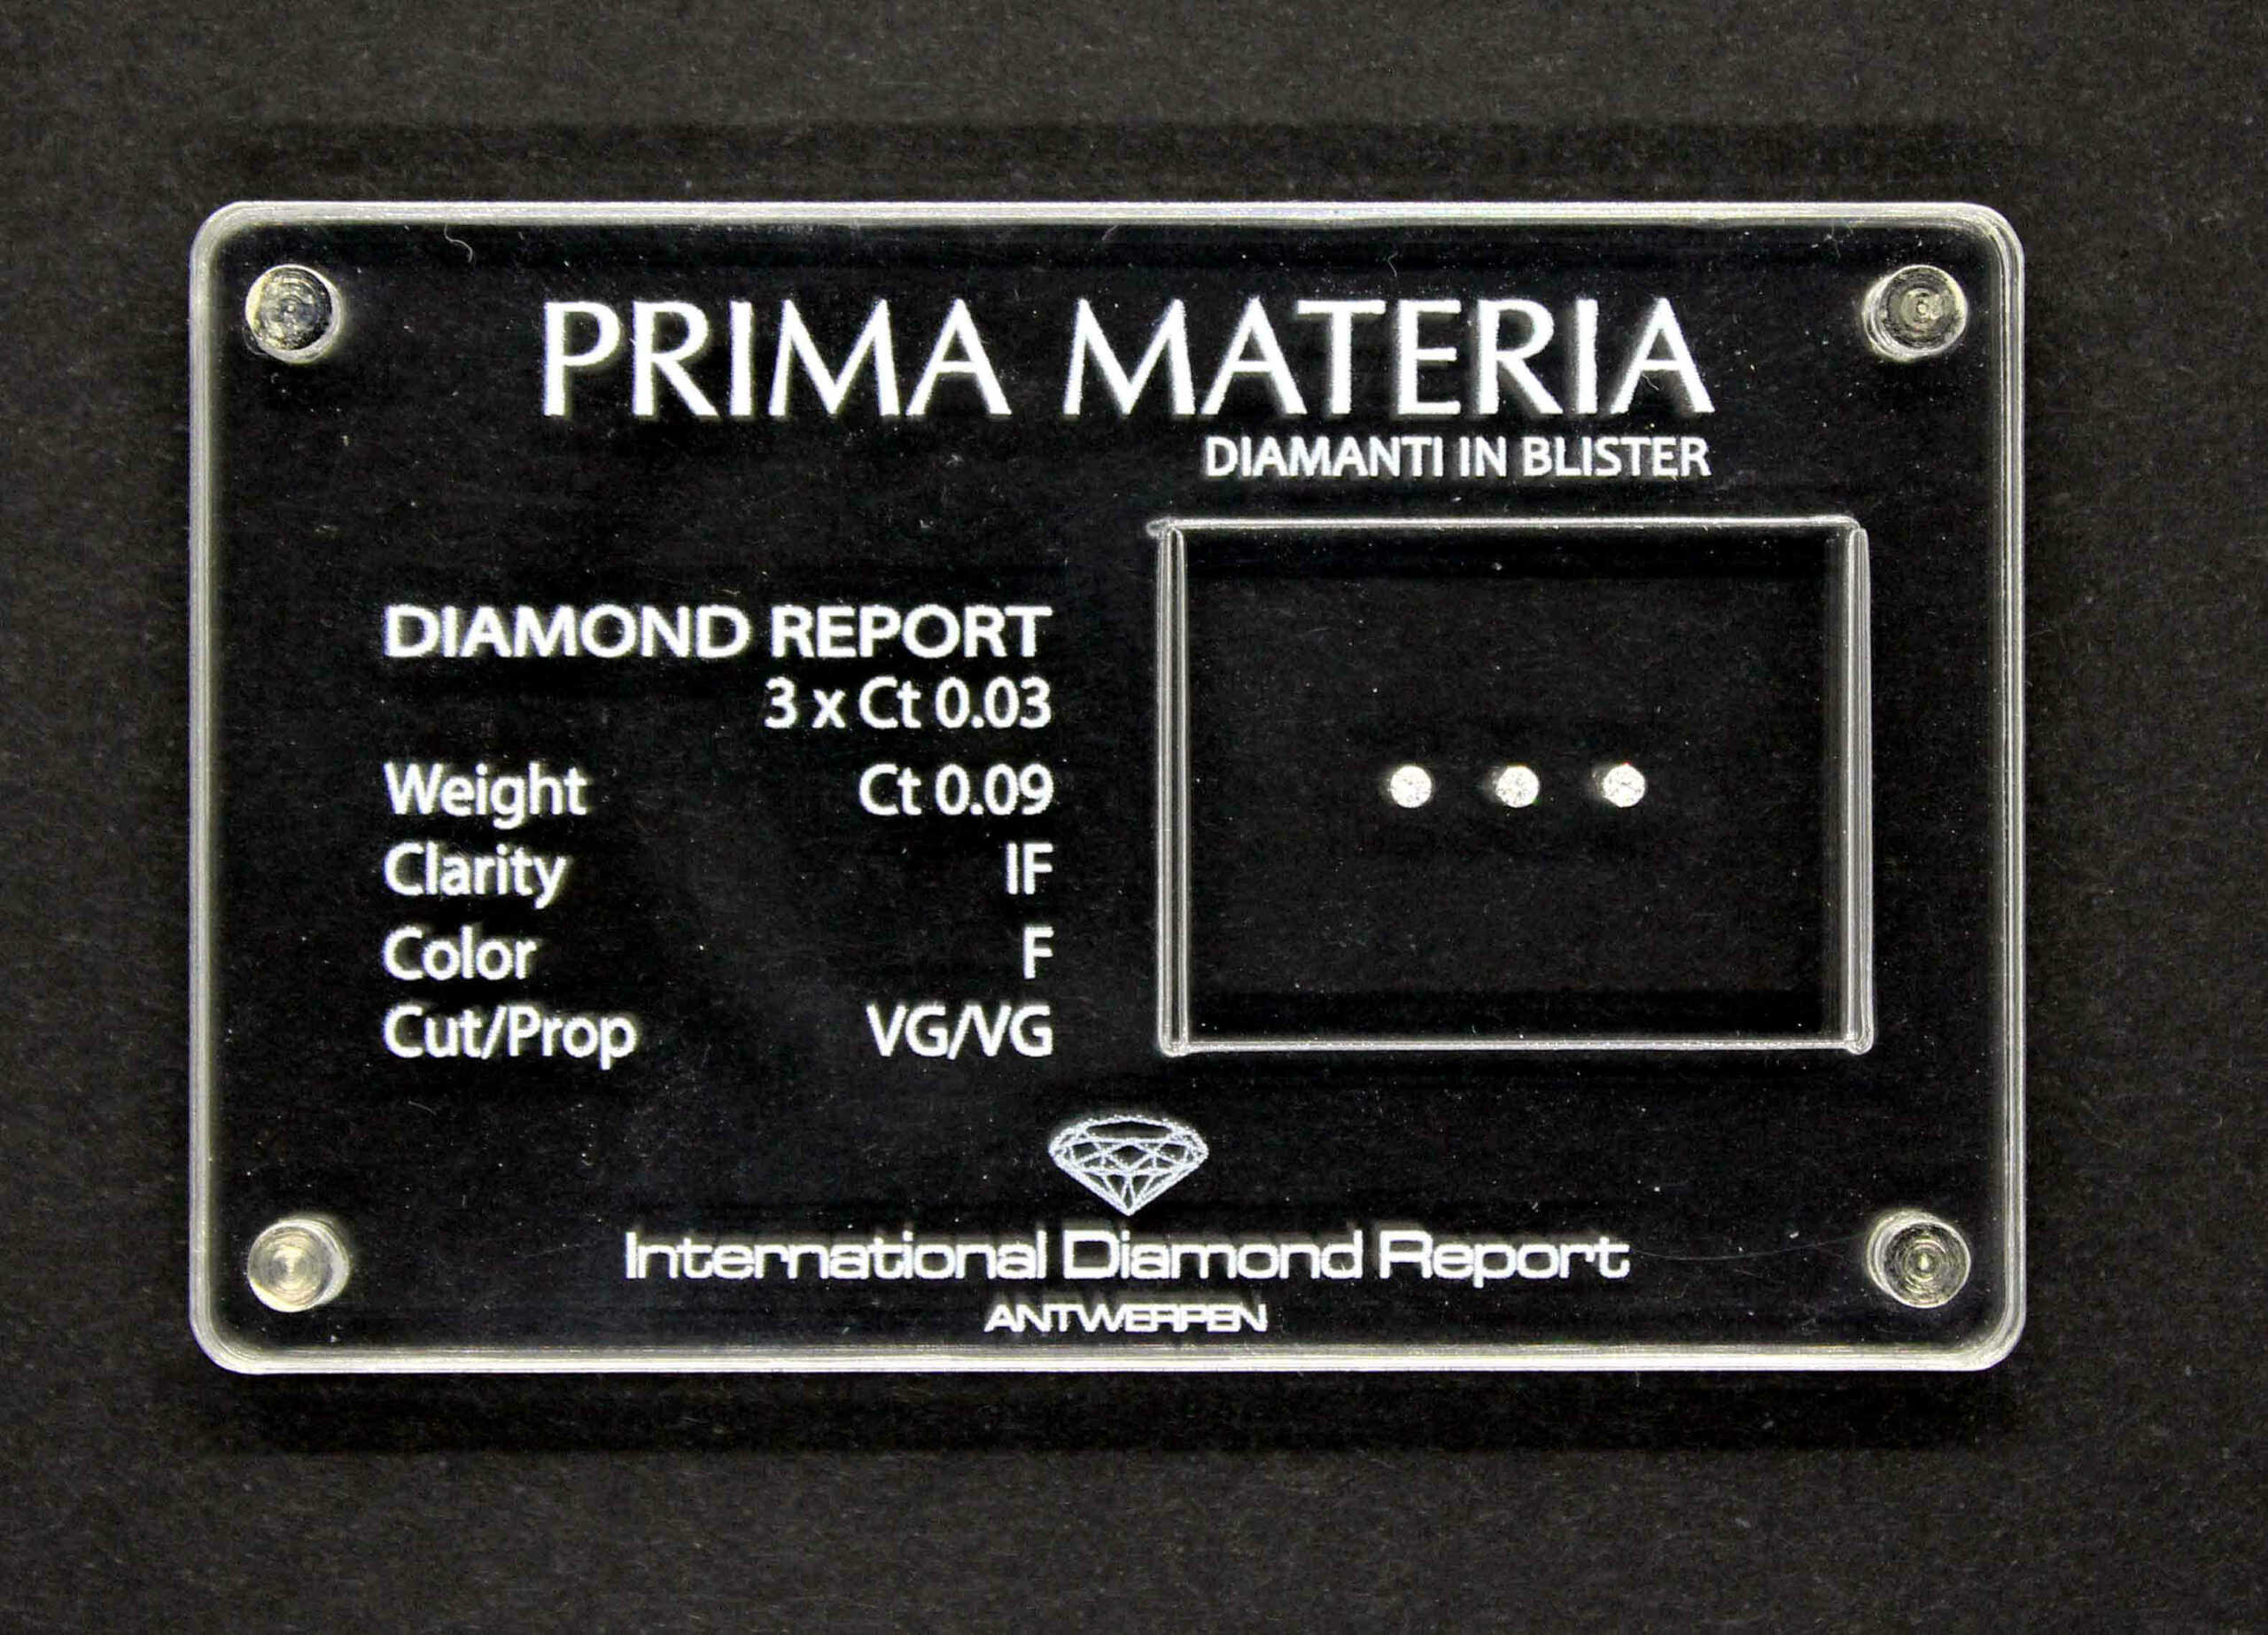 PRIMA MATERIA
DIAMANTI IN BLISTER
DIAMOND REPORT
3 x Ct 0.03
Weight Ct 0.09
Clarity IF
Color F
Cut/Prop VG/VG
International Diamond Report
ANTWERPEN